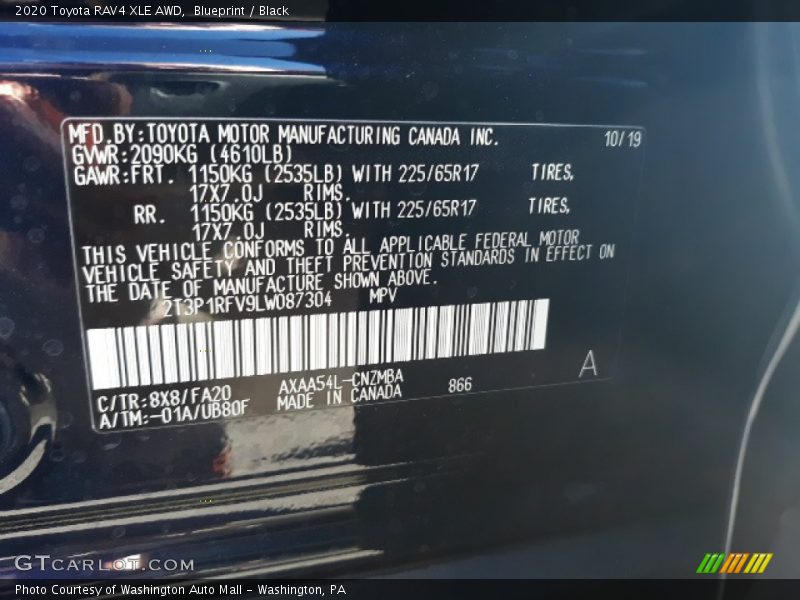 2020 Toyota RAV4 XLE AWD, Blueprint / Black
MFD.BY:TOYOTA MOTOR MANUFACTURING CANADA INC. 10/19
GVWR:2090KG (4610LB)
GAWR:FRT. 1150KG (2535LB) WITH 225/65R17 TIRES,
17X7.0J RIMS.
RR. 1150KG (2535LB) WITH 225/65R17 TIRES,
17X7.0J RIMS.
THIS VEHICLE CONFORMS TO ALL APPLICABLE FEDERAL MOTOR
VEHICLE SAFETY AND THEFT PREVENTION STANDARDS IN EFFECT ON
THE DATE OF MANUFACTURE SHOWN ABOVE.
2T3P1RFV9LW087304 MPV
C/TR:8X8/FA20 AXAA54L-CNZMBA 866 A
A/TM:-01A/UB80F MADE IN CANADA
GTCARLOT.COM
Photo Courtesy of Washington Auto Mall - Washington, PA